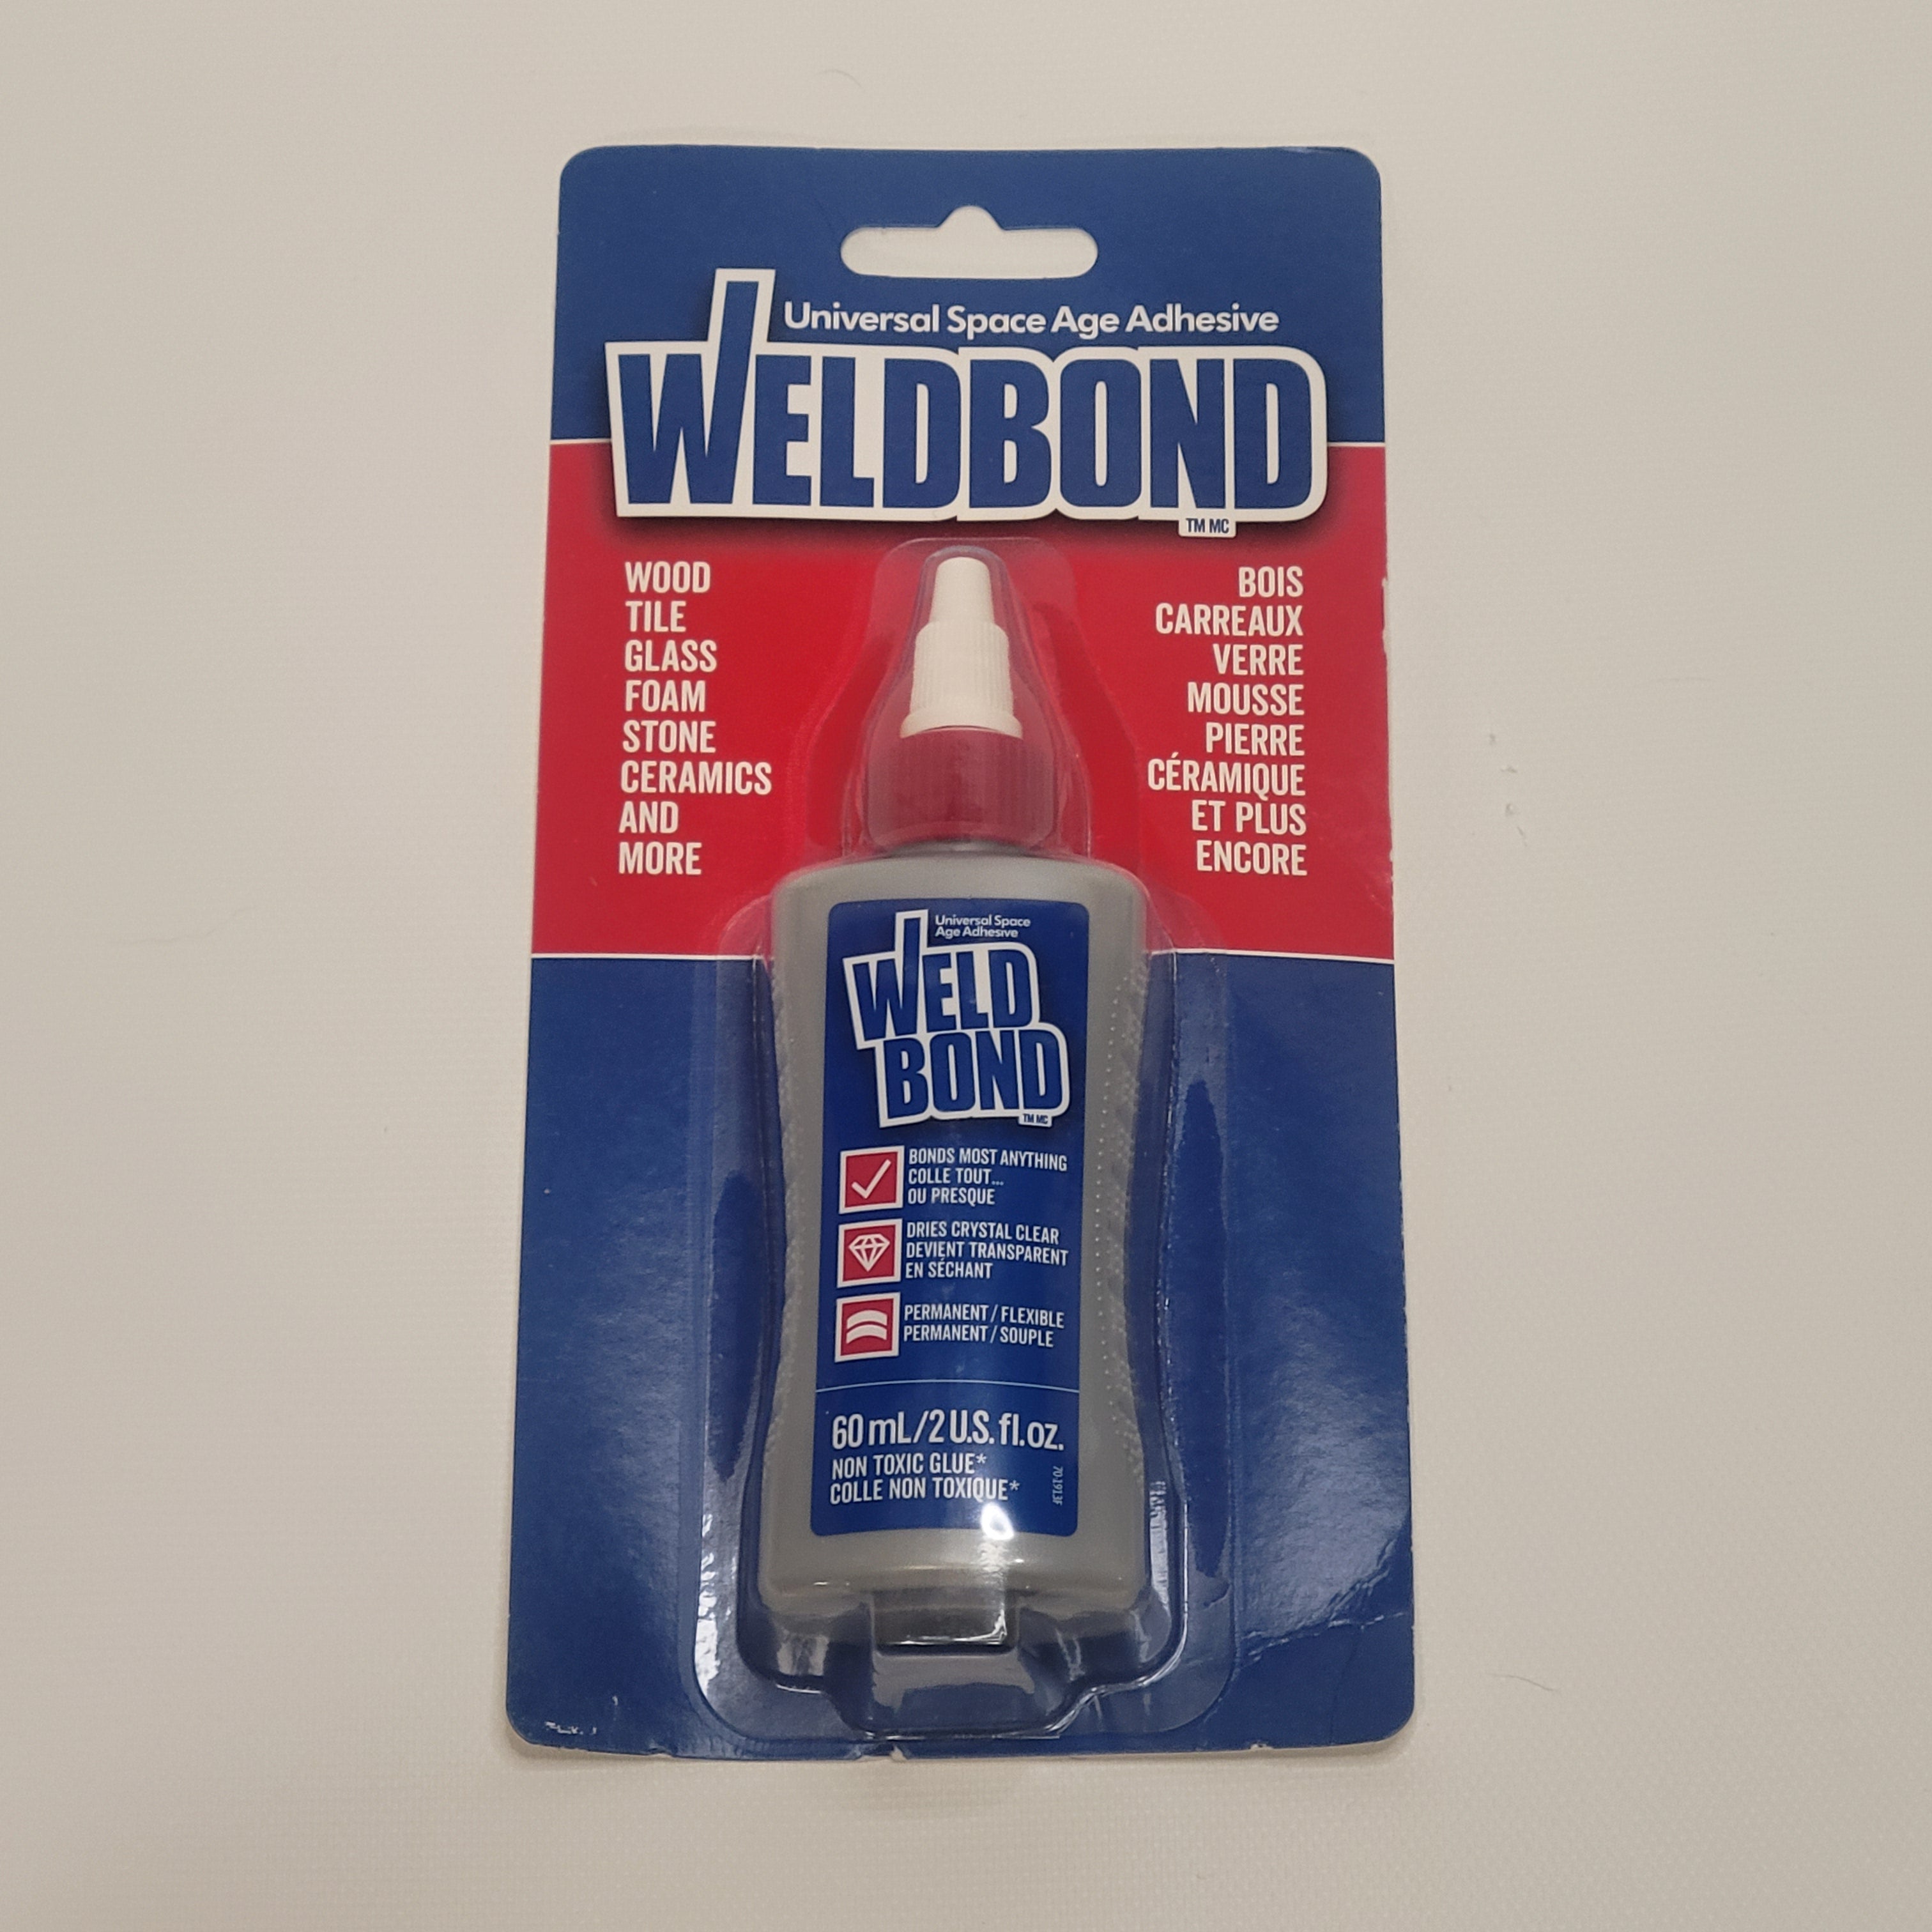 Universal Space Age Adhesive
WELDBOND
TM MC
WOOD
TILE
GLASS
FOAM
STONE
CERAMICS
AND
MORE
BOIS
CARREAUX
VERRE
MOUSSE
PIERRE
CÉRAMIQUE
ET PLUS
ENCORE
Universal Space
Age Adhesive
WELD
BOND
TM MC
BONDS MOST ANYTHING
COLLE TOUT...
OU PRESQUE
DRIES CRYSTAL CLEAR
DEVIENT TRANSPARENT
EN SÉCHANT
PERMANENT / FLEXIBLE
PERMANENT / SOUPLE
60 mL/2 U.S. fl. oz.
NON TOXIC GLUE*
COLLE NON TOXIQUE*
701913F